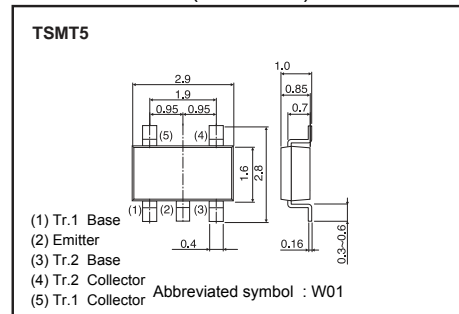 TSMT5
2.9
1.9
0.95 0.95
(5) (4)
1.6
2.8
(1) (2) (3)
0.4
1.0
0.85
0.7
0.16
0.3~0.6
(1) Tr.1 Base
(2) Emitter
(3) Tr.2 Base
(4) Tr.2 Collector
(5) Tr.1 Collector
Abbreviated symbol : W01